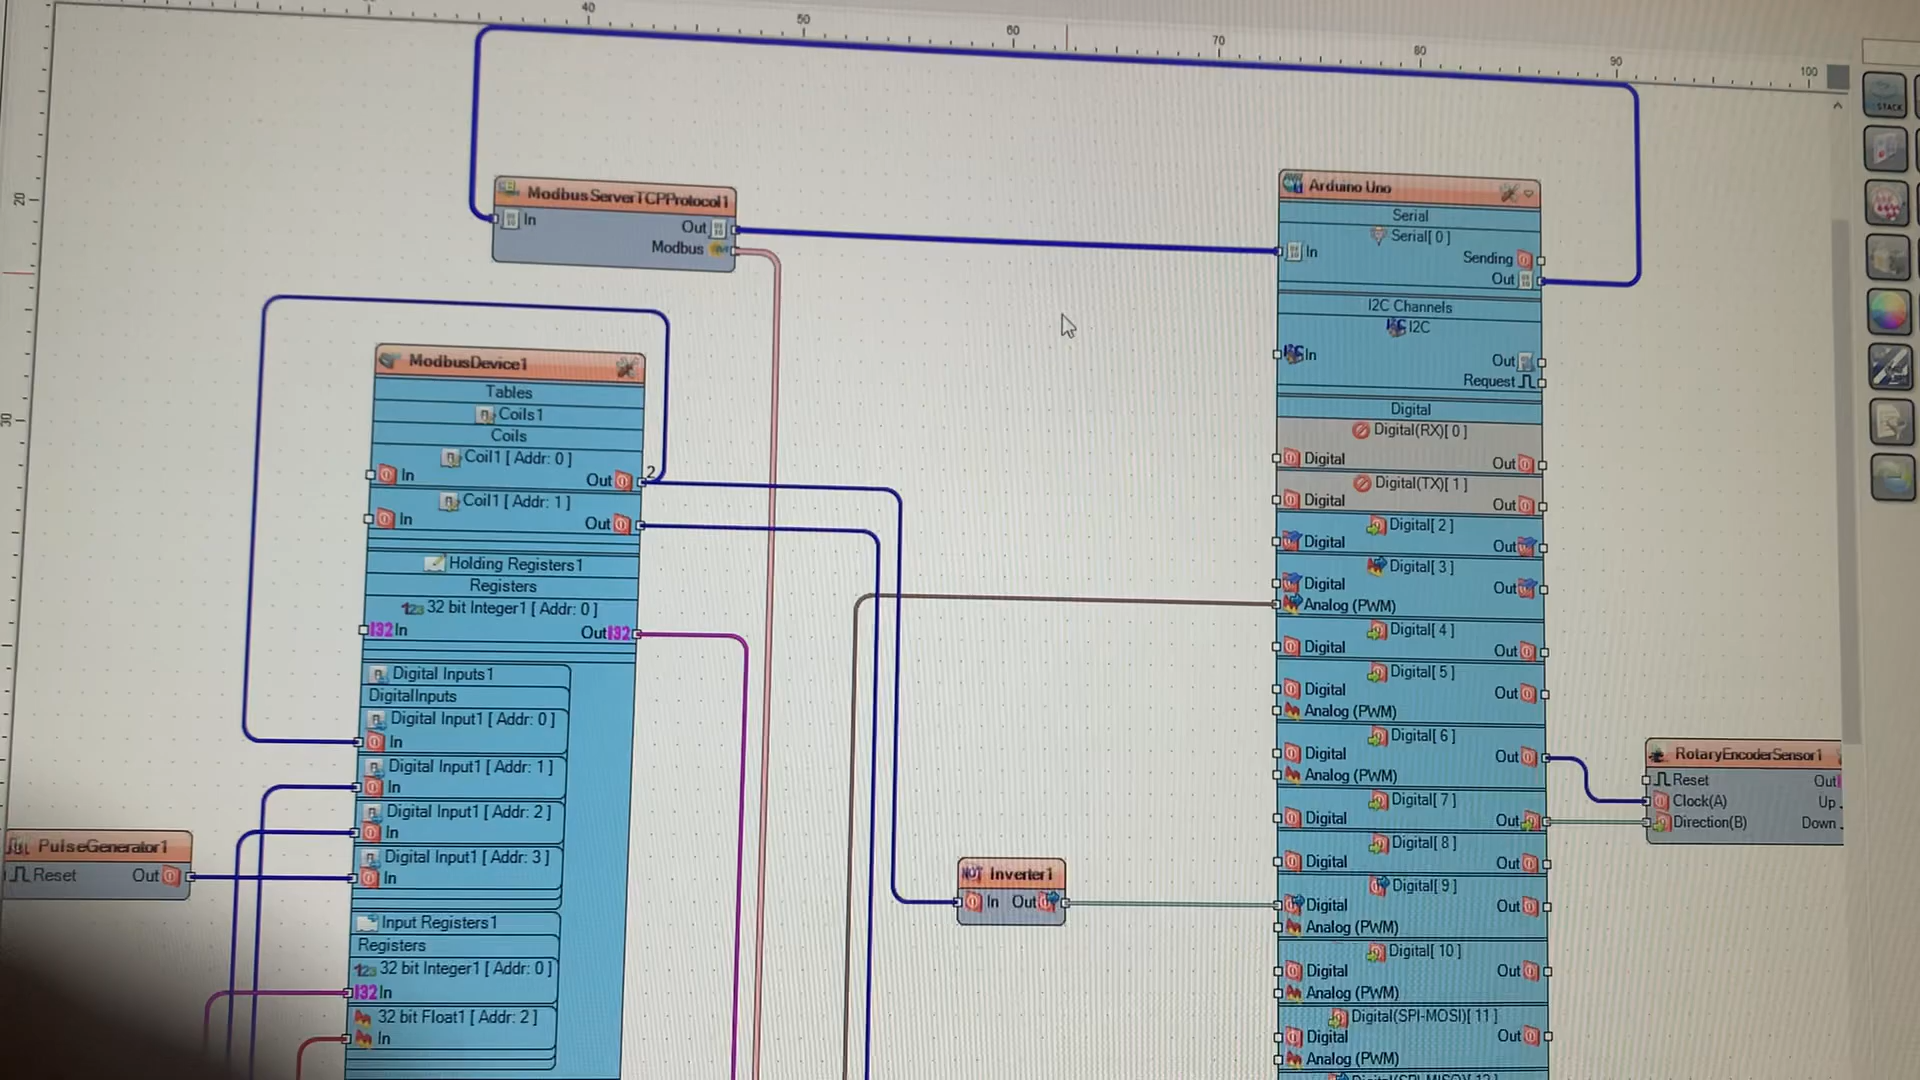 40
50
60
70
80
90
100
20
30
STACK
ModbusServerTCPProtocol1
In
Out
Modbus
ModbusDevice1
Tables
Coils1
Coils
Coil1 [ Addr: 0 ]
In
Out
2
Coil1 [ Addr: 1 ]
In
Out
Holding Registers1
Registers
123 32 bit Integer1 [ Addr: 0 ]
I32 In
Out I32
Digital Inputs1
DigitalInputs
Digital Input1 [ Addr: 0 ]
In
Digital Input1 [ Addr: 1 ]
In
Digital Input1 [ Addr: 2 ]
In
Digital Input1 [ Addr: 3 ]
In
Input Registers1
Registers
123 32 bit Integer1 [ Addr: 0 ]
I32 In
32 bit Float1 [ Addr: 2 ]
In
PulseGenerator1
Reset
Out
NOT Inverter1
In Out
Arduino Uno
Serial
Serial[ 0 ]
In
Sending
Out
I2C Channels
I2C
In
Out
Request
Digital
Digital(RX)[ 0 ]
Digital
Out
Digital(TX)[ 1 ]
Digital
Out
Digital[ 2 ]
Digital
Out
Digital[ 3 ]
Digital
Out
Analog (PWM)
Digital[ 4 ]
Digital
Out
Digital[ 5 ]
Digital
Out
Analog (PWM)
Digital[ 6 ]
Digital
Out
Analog (PWM)
Digital[ 7 ]
Digital
Out
Digital[ 8 ]
Digital
Out
Digital[ 9 ]
Digital
Out
Analog (PWM)
Digital[ 10 ]
Digital
Out
Analog (PWM)
Digital(SPI-MOSI)[ 11 ]
Digital
Out
Analog (PWM)
RotaryEncoderSensor1
Reset
Out
Clock(A)
Up
Direction(B)
Down